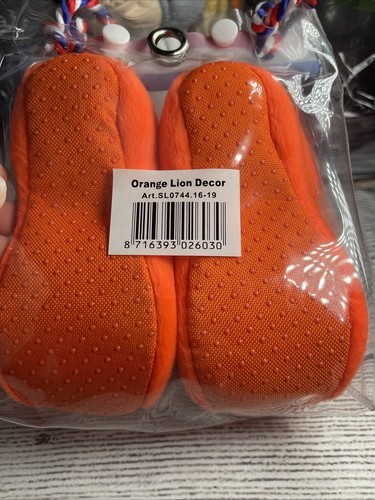 Orange Lion Decor
Art.SL0744.16-19
8 716393 026030